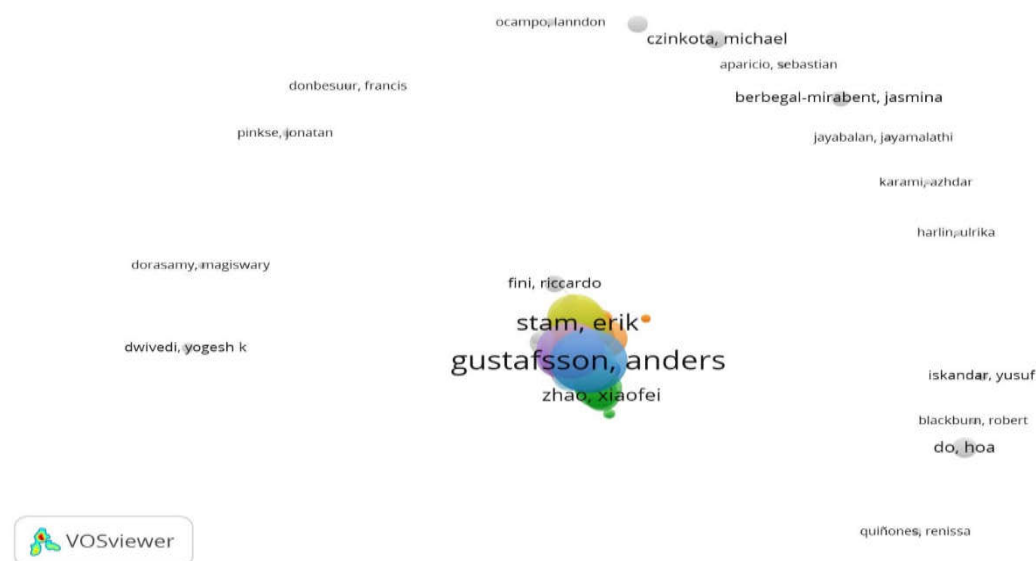 ocampo, lanndon
czinkota, michael
aparicio, sebastian
donbesuur, francis
berbegal-mirabent, jasmina
pinkse, jonatan
jayabalan, jayamalathi
karami, azhdar
harlin, ulrika
dorasamy, magiswary
fini, riccardo
stam, erik
dwivedi, yogesh k
gustafsson, anders
iskandar, yusuf
zhao, xiaofei
blackburn, robert
do, hoa
quiñones, renissa
VOSviewer